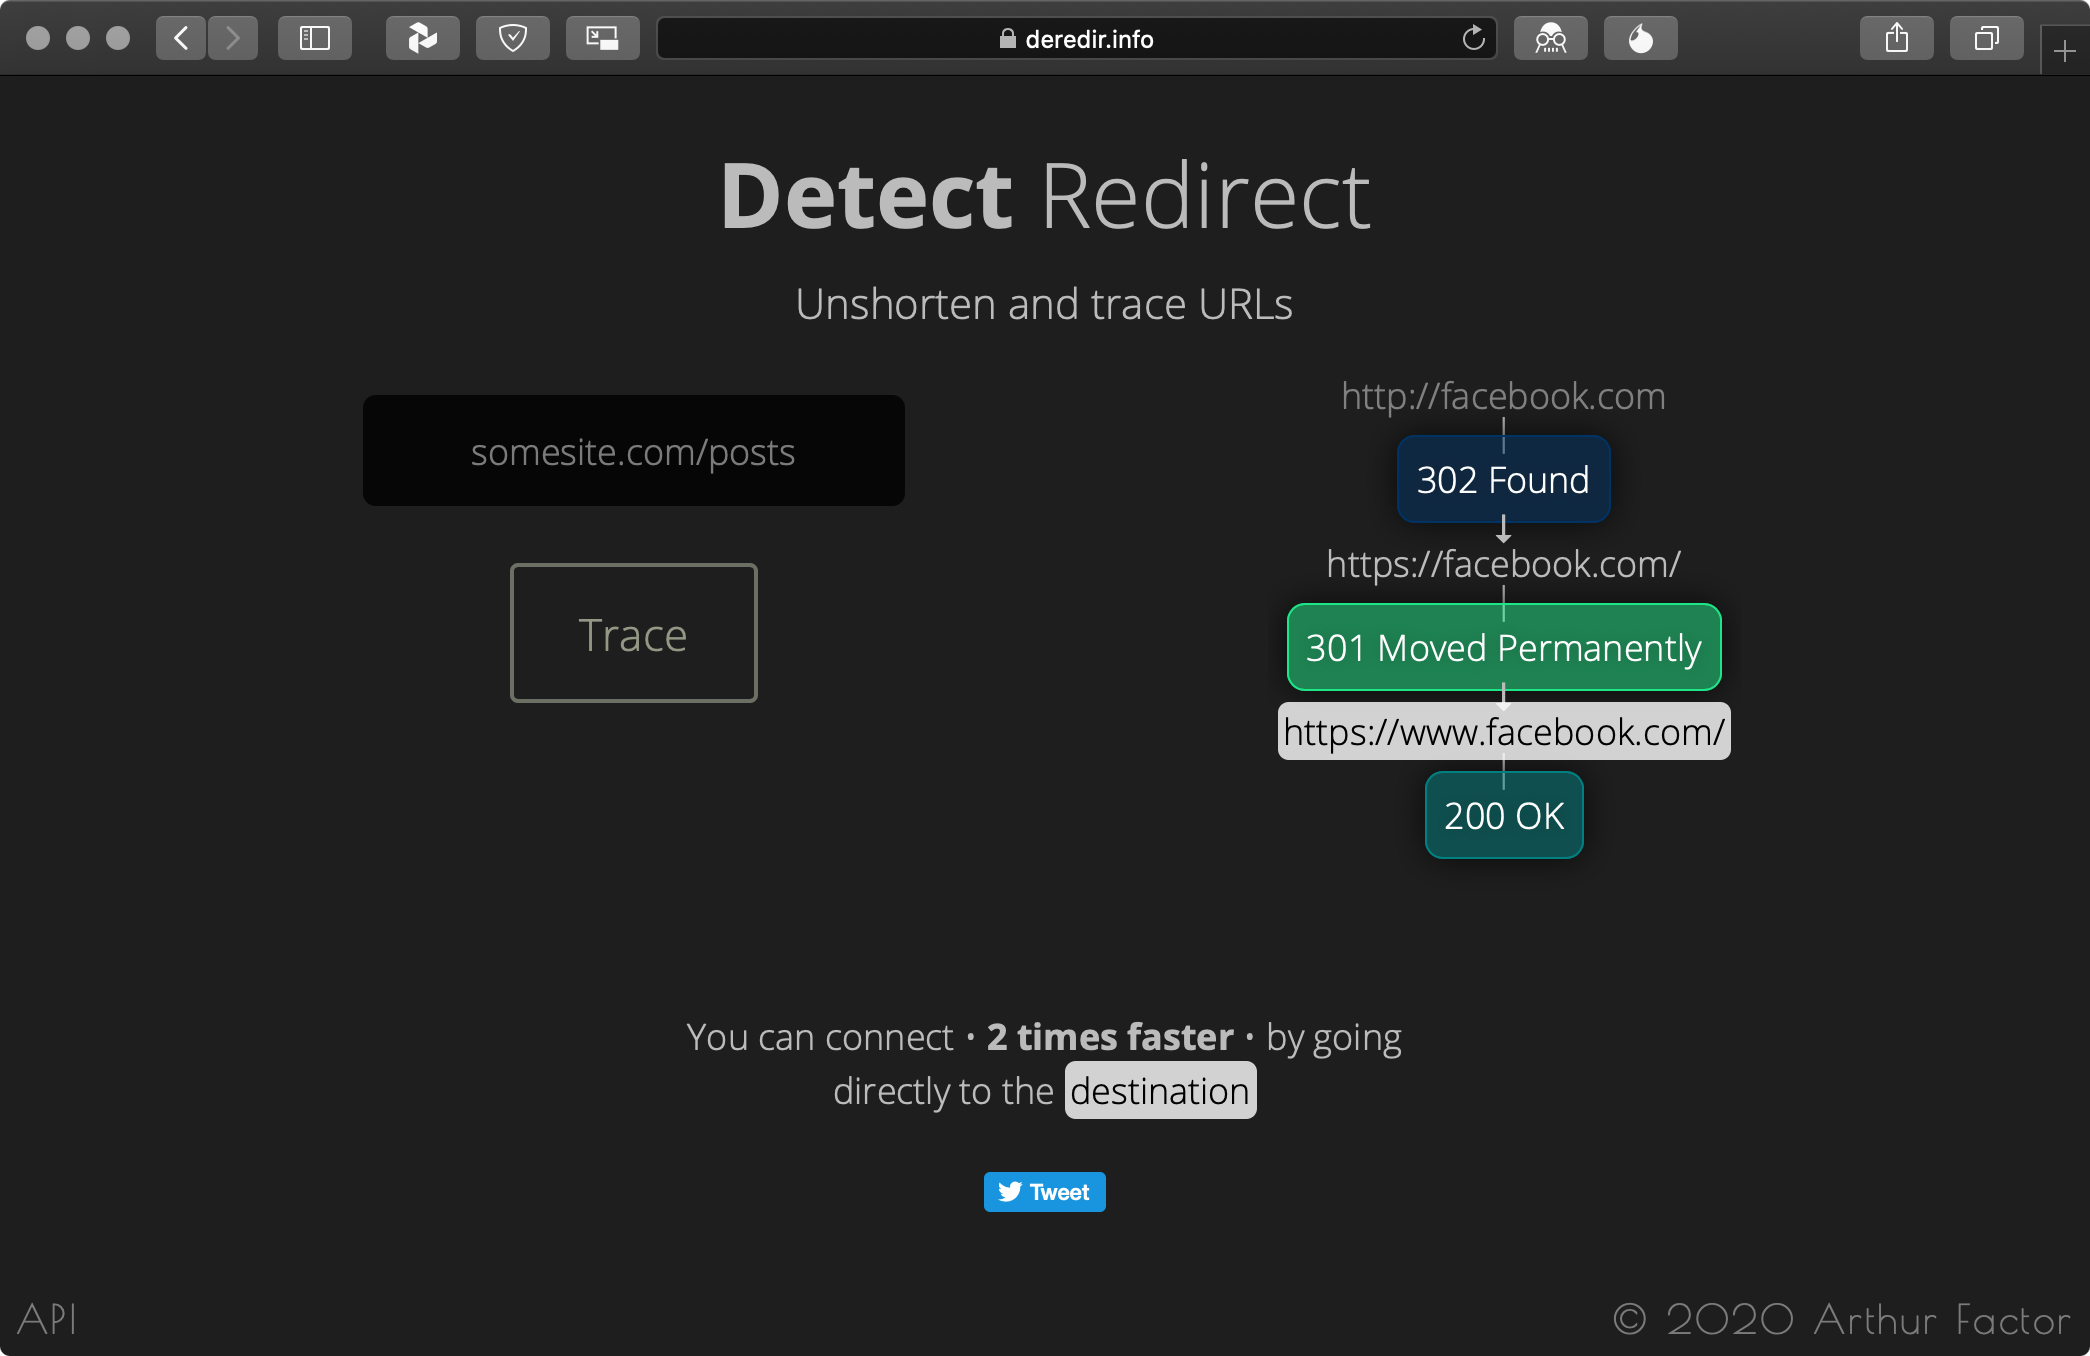 deredir.info
Detect Redirect
Unshorten and trace URLs
somesite.com/posts
Trace
http://facebook.com
302 Found
https://facebook.com/
301 Moved Permanently
https://www.facebook.com/
200 OK
You can connect • 2 times faster • by going
directly to the destination
Tweet
API
© 2020 Arthur Factor